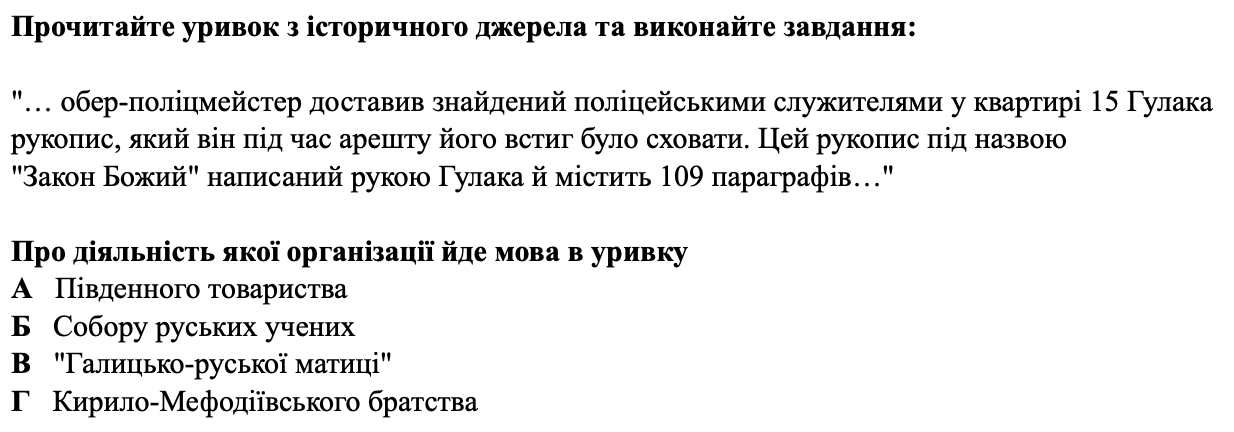 Прочитайте уривок з історичного джерела та виконайте завдання:
"… обер-поліцмейстер доставив знайдений поліцейськими служителями у квартирі 15 Гулака
рукопис, який він під час арешту його встиг було сховати. Цей рукопис під назвою
"Закон Божий" написаний рукою Гулака й містить 109 параграфів…"
Про діяльність якої організації йде мова в уривку
А Південного товариства
Б Собору руських учених
В "Галицько-руської матиці"
Г Кирило-Мефодіївського братства